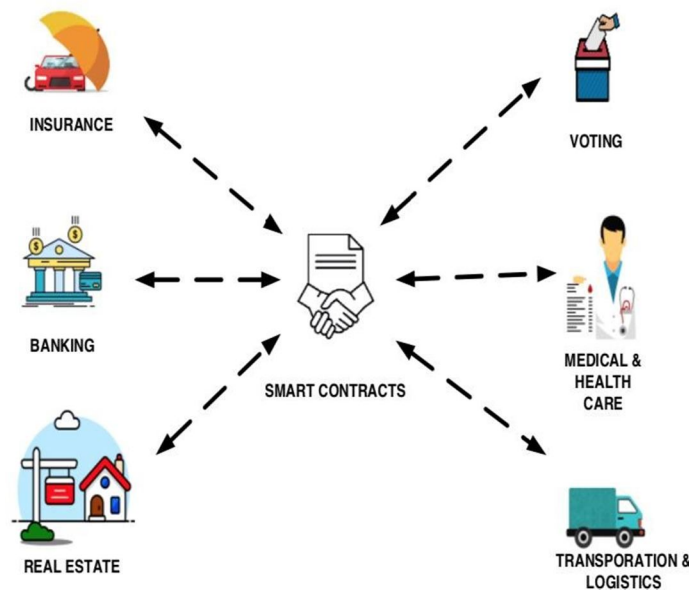 INSURANCE
VOTING
BANKING
SMART CONTRACTS
MEDICAL &
HEALTH
CARE
REAL ESTATE
TRANSPORATION &
LOGISTICS